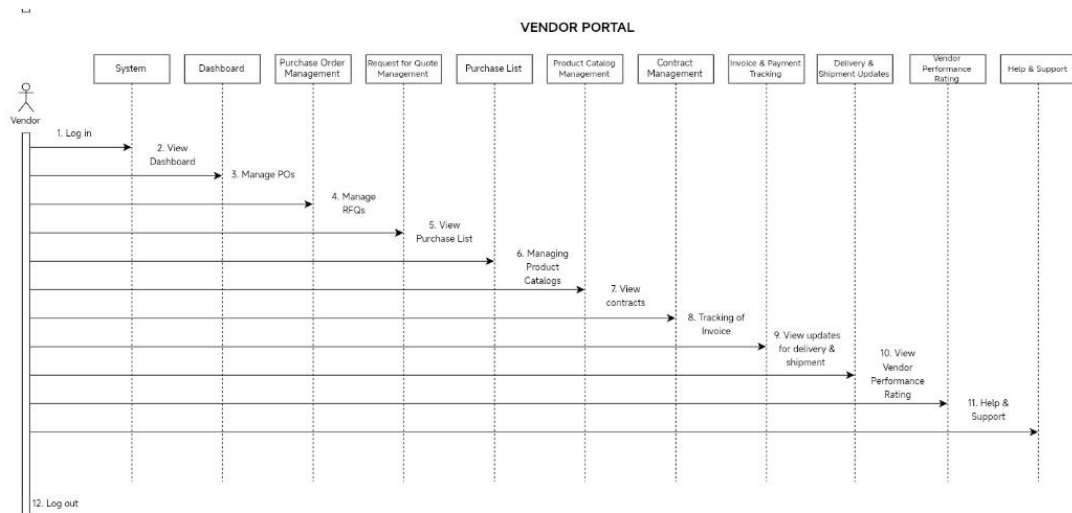 VENDOR PORTAL
System
Dashboard
Purchase Order
Management
Request for Quote
Management
Purchase List
Product Catalog
Management
Contract
Management
Invoice & Payment
Tracking
Delivery &
Shipment Updates
Vendor
Performance
Rating
Help & Support
Vendor
1. Log in
2. View
Dashboard
3. Manage POs
4. Manage
RFQs
5. View
Purchase List
6. Managing
Product
Catalogs
7. View
contracts
8. Tracking of
Invoice
9. View updates
for delivery &
shipment
10. View
Vendor
Performance
Rating
11. Help &
Support
12. Log out